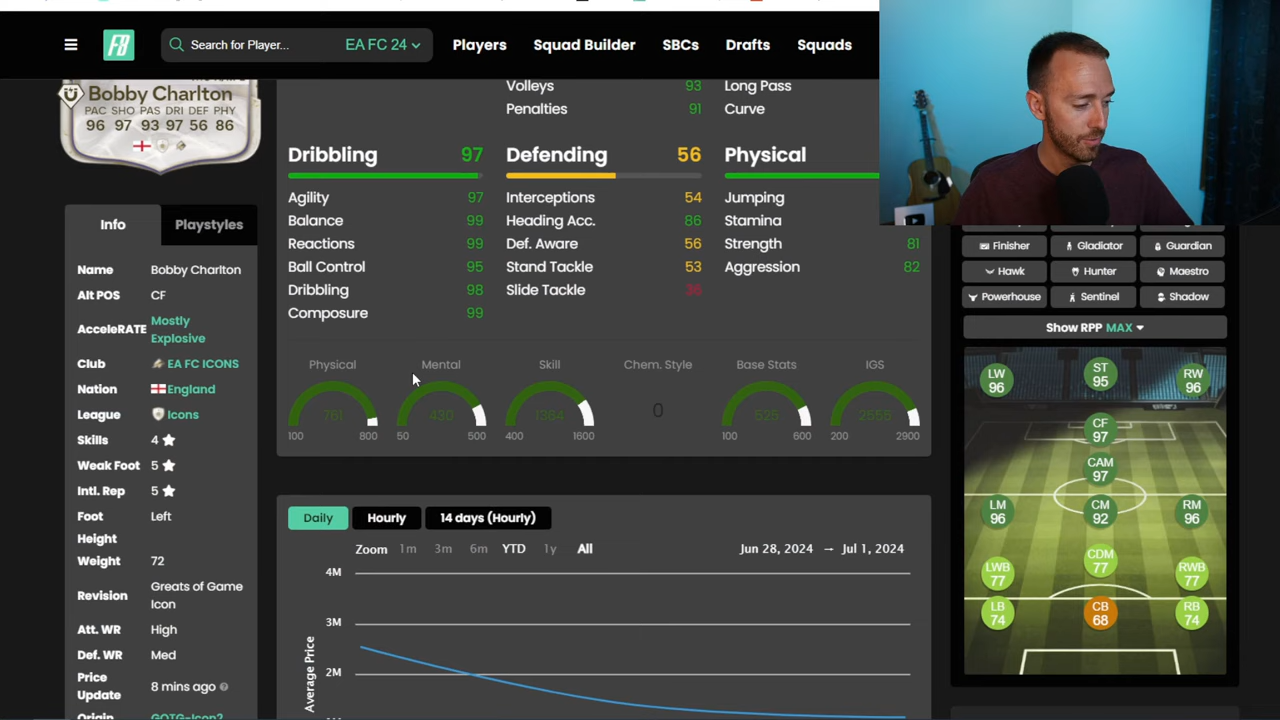 FB Search for Player... EA FC 24 Players Squad Builder SBCs Drafts Squads
Bobby Charlton
PAC SHO PAS DRI DEF PHY
96 97 93 97 56 86
Info Playstyles
Name Bobby Charlton
Alt POS CF
AcceleRATE Mostly
Explosive
Club EA FC ICONS
Nation England
League Icons
Skills 4
Weak Foot 5
Intl. Rep 5
Foot Left
Height
Weight 72
Revision Greats of Game
Icon
Att. WR High
Def. WR Med
Price
Update 8 mins ago
Origin GOTG-Icon2
Volleys 93
Penalties 91
Long Pass
Curve
Dribbling 97
Agility 97
Balance 99
Reactions 99
Ball Control 95
Dribbling 98
Composure 99
Defending 56
Interceptions 54
Heading Acc. 86
Def. Aware 56
Stand Tackle 53
Slide Tackle 36
Physical
Jumping
Stamina
Strength 81
Aggression 82
Physical Mental Skill Chem. Style Base Stats IGS
761 430 1364 0 525 2555
100 800 50 500 400 1600 100 600 200 2900
Daily Hourly 14 days (Hourly)
Zoom 1m 3m 6m YTD 1y All Jun 28, 2024 → Jul 1, 2024
4M
3M
2M
Average Price
Finisher Gladiator Guardian
Hawk Hunter Maestro
Powerhouse Sentinel Shadow
Show RPP MAX
LW
96
ST
95
RW
96
CF
97
CAM
97
LM
96
CM
92
RM
96
LWB
77
CDM
77
RWB
77
LB
74
CB
68
RB
74